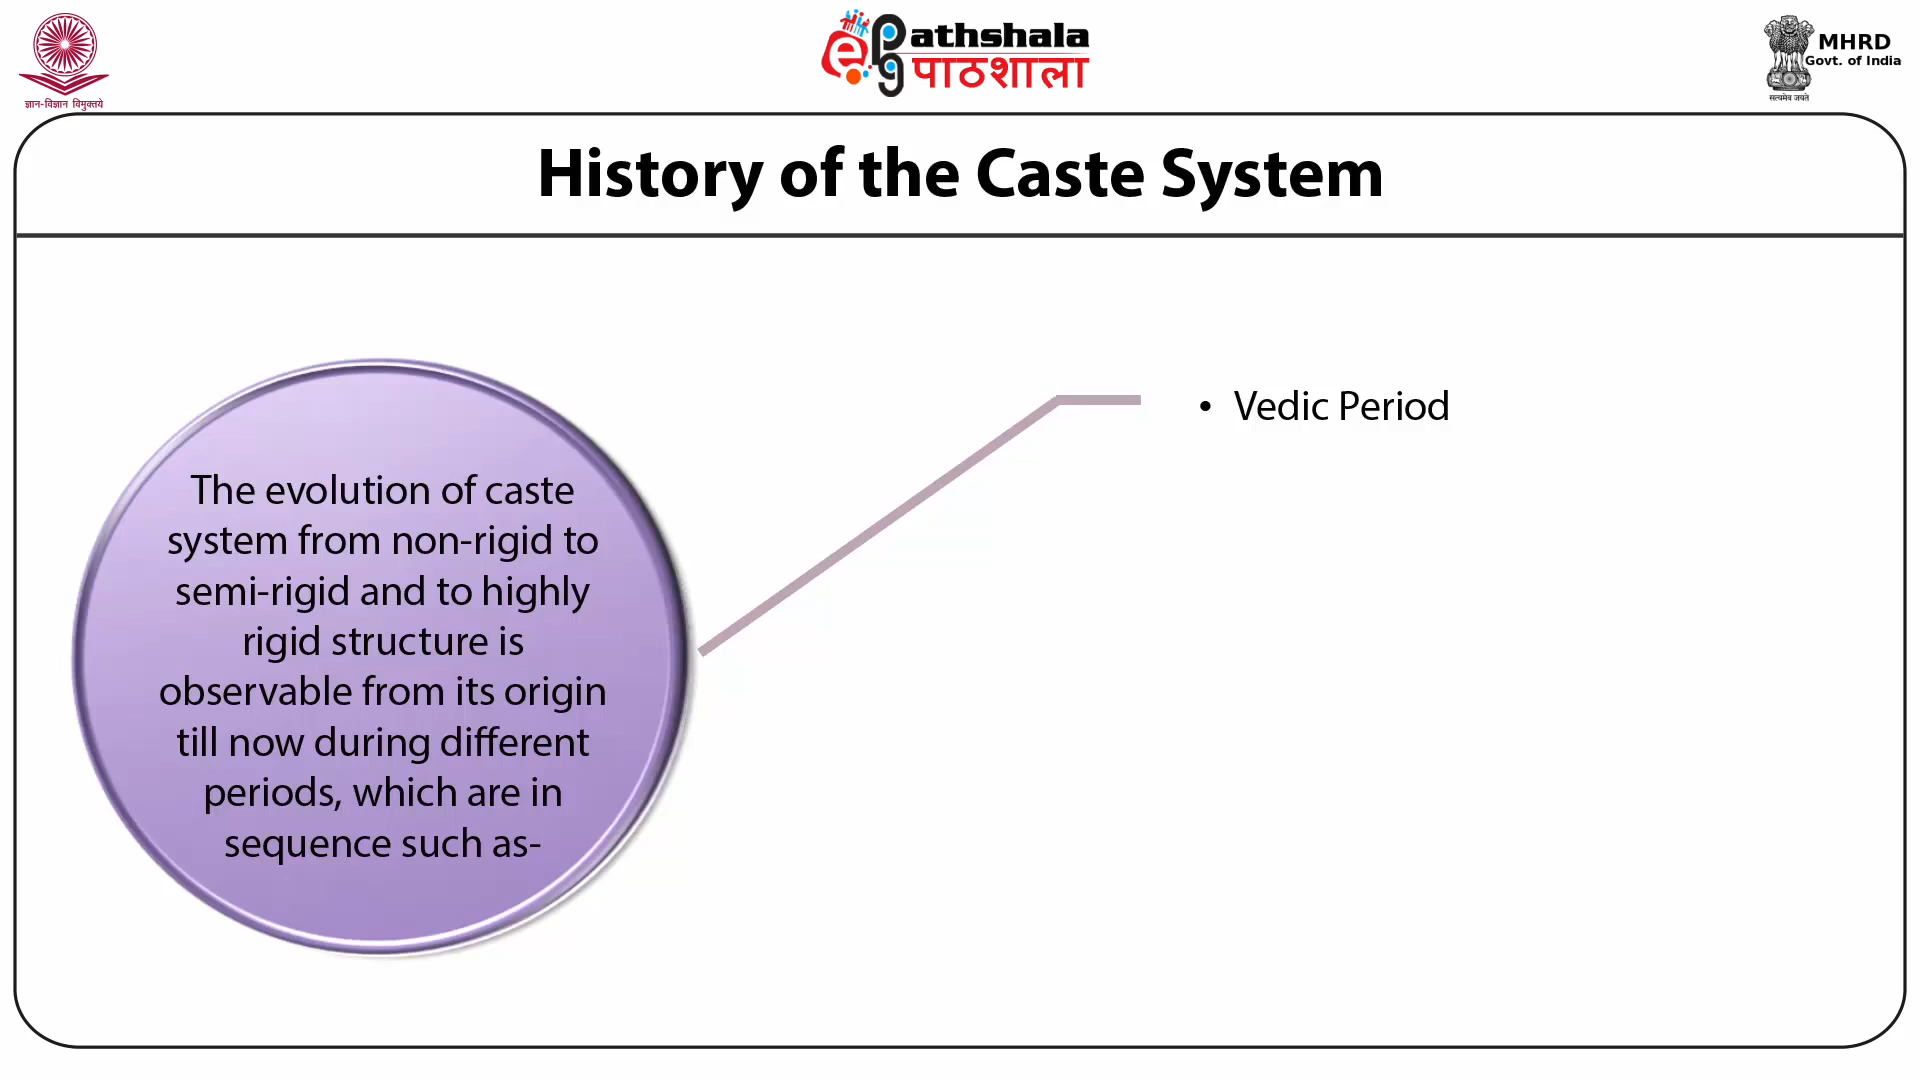 ज्ञान-विज्ञान विमुक्तये
ePathshala
पाठशाला
MHRD
Govt. of India
सत्यमेव जयते
History of the Caste System
The evolution of caste
system from non-rigid to
semi-rigid and to highly
rigid structure is
observable from its origin
till now during different
periods, which are in
sequence such as-
• Vedic Period